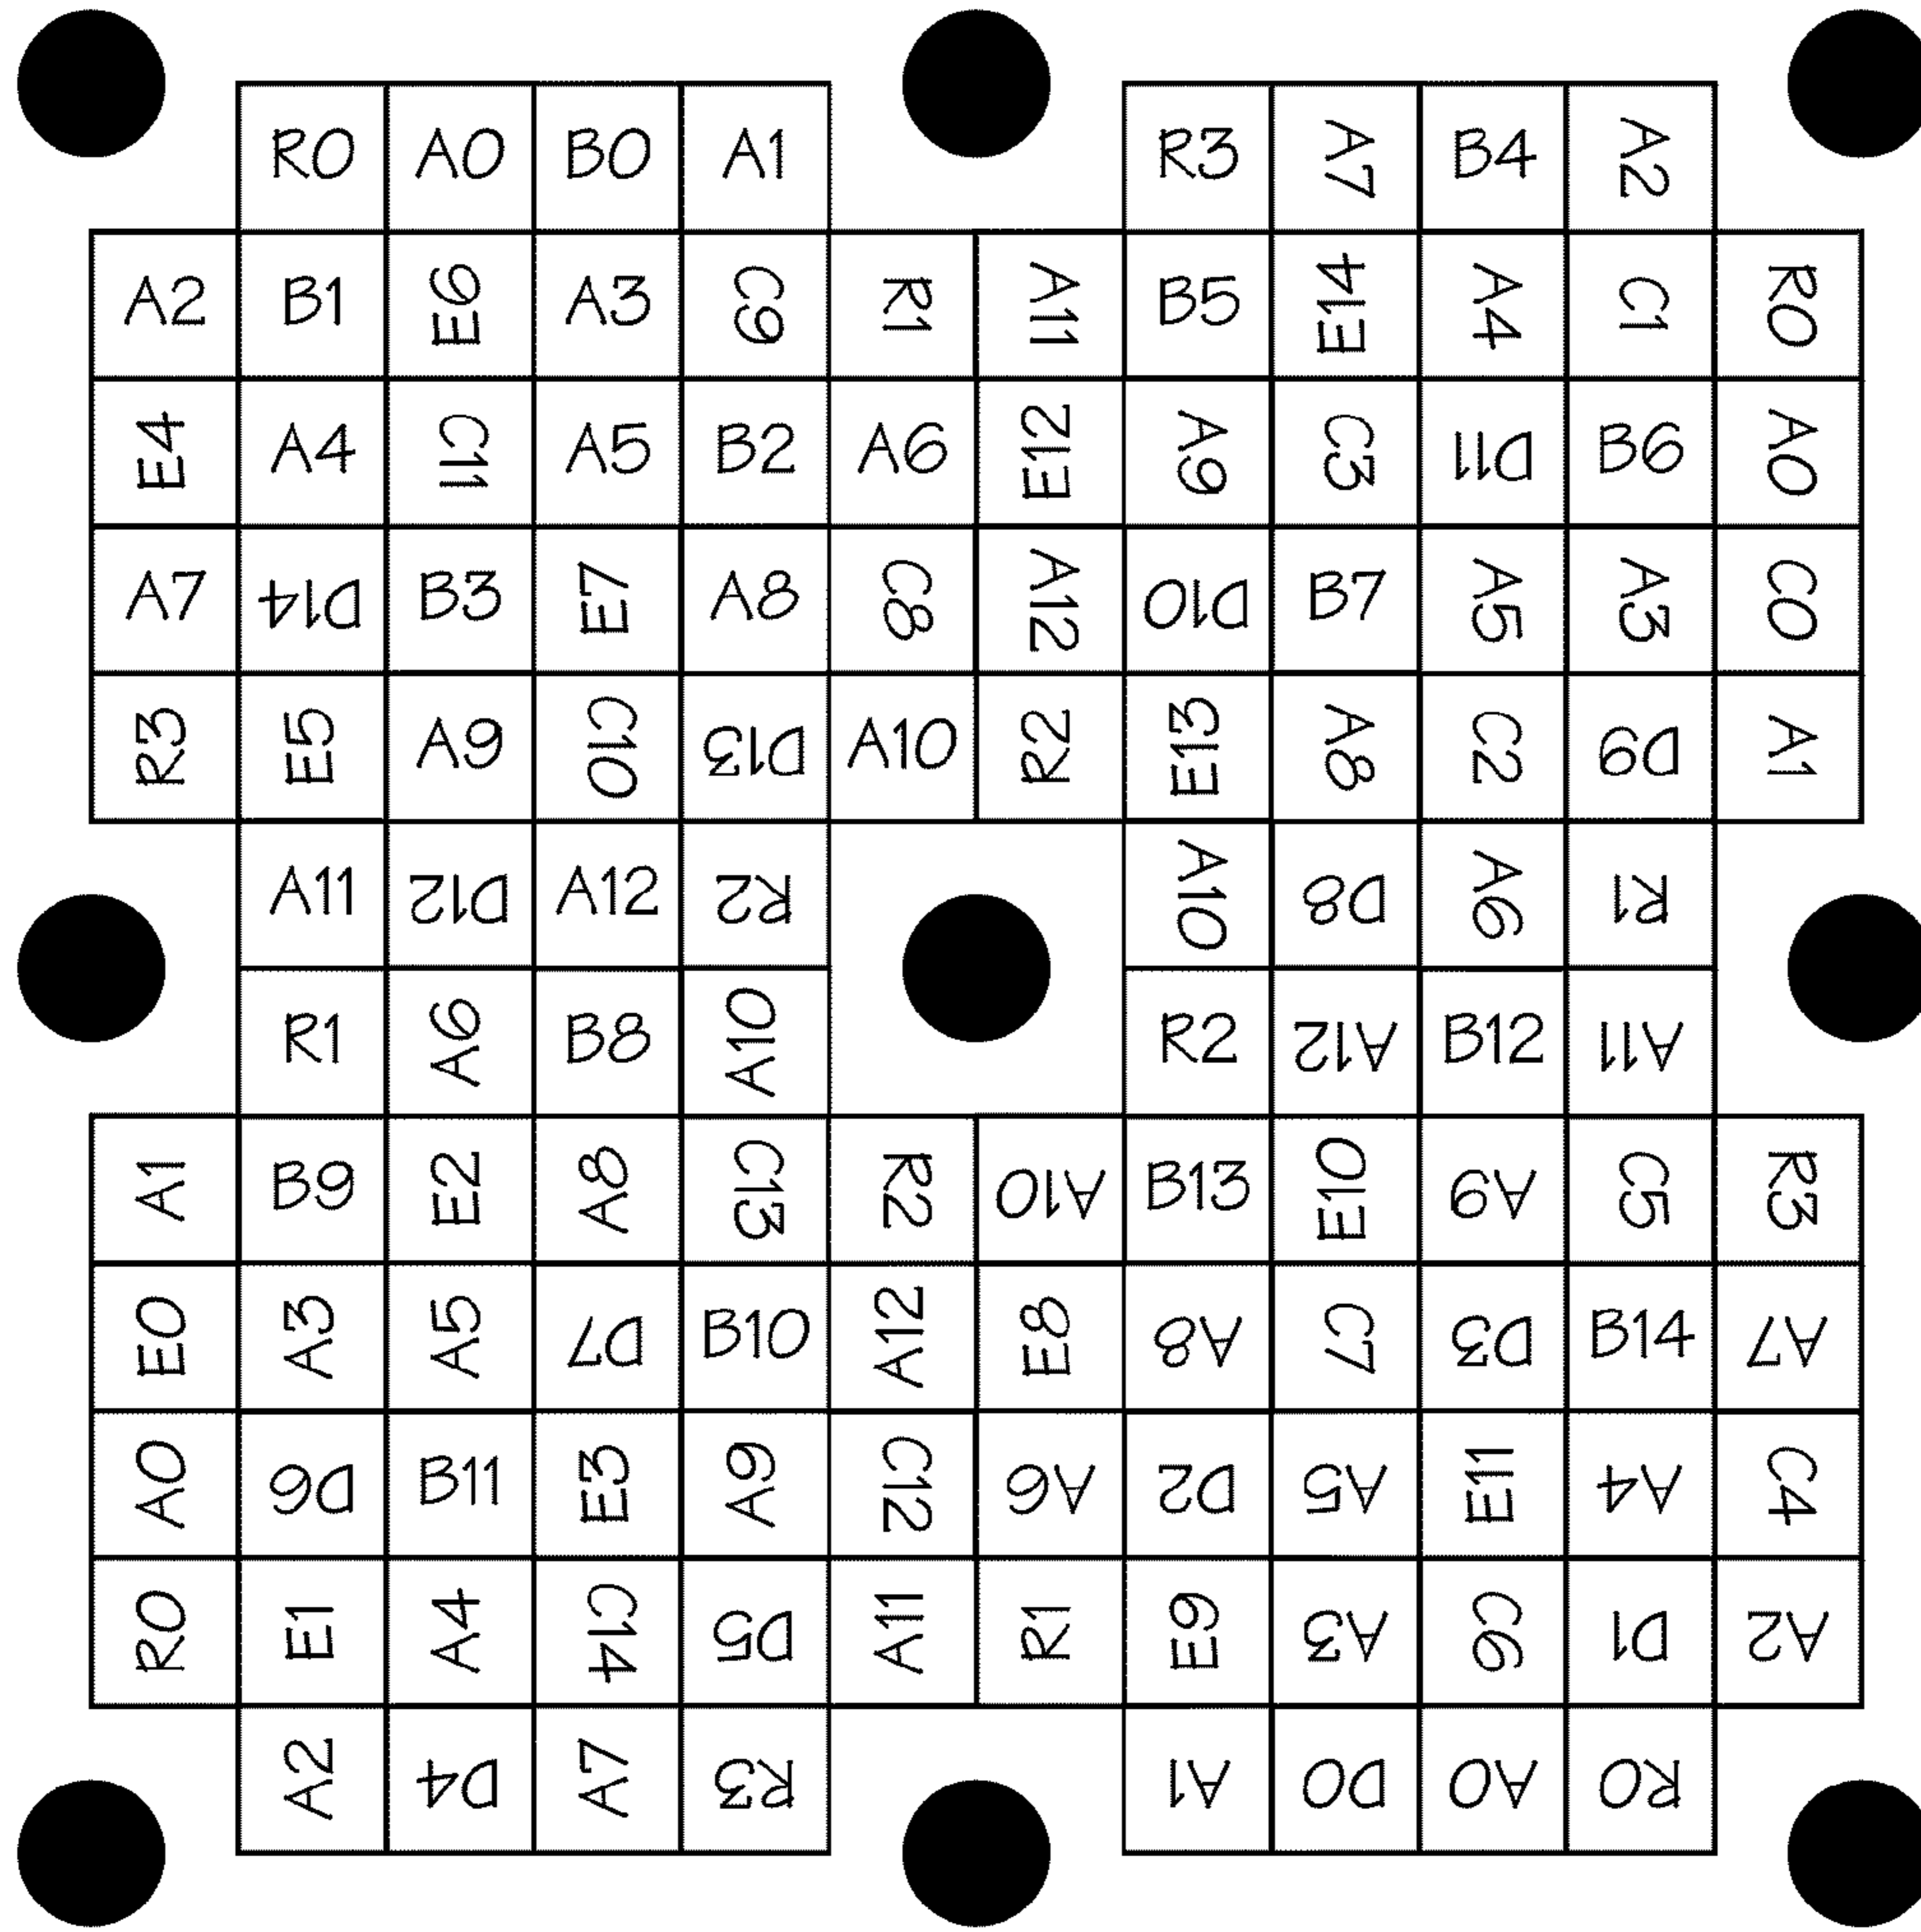 R0 A0 B0 A1 R3 A7 B4 A2
A2 B1 E6 A3 C9 R1 A11 B5 E14 A4 C1 R0
E4 A4 C11 A5 B2 A6 E12 A9 C3 D11 B6 A0
A7 D14 B3 E7 A8 C8 A12 D10 B7 A5 A3 C0
R3 E5 A9 C10 D13 A10 R2 E13 A8 C2 D9 A1
A11 D12 A12 R2 A10 D8 A6 R1
R1 A6 B8 A10 R2 A12 B12 A11
A1 B9 E2 A8 C13 R2 A10 B13 E10 A9 C5 R3
E0 A3 A5 D7 B10 A12 E8 A8 C7 D3 B14 A7
A0 D6 B11 E3 A9 C12 A6 D2 A5 E11 A4 C4
R0 E1 A4 C14 D5 A11 R1 E9 A3 C6 D1 A2
A2 D4 A7 R3 A1 D0 A0 R0